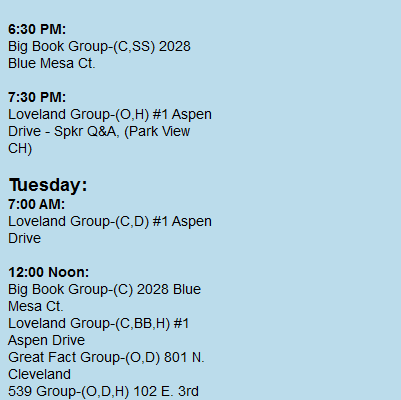 6:30 PM:
Big Book Group-(C,SS) 2028
Blue Mesa Ct.
7:30 PM:
Loveland Group-(O,H) #1 Aspen
Drive - Spkr Q&A, (Park View
CH)
Tuesday:
7:00 AM:
Loveland Group-(C,D) #1 Aspen
Drive
12:00 Noon:
Big Book Group-(C) 2028 Blue
Mesa Ct.
Loveland Group-(C,BB,H) #1
Aspen Drive
Great Fact Group-(O,D) 801 N.
Cleveland
539 Group-(O,D,H) 102 E. 3rd